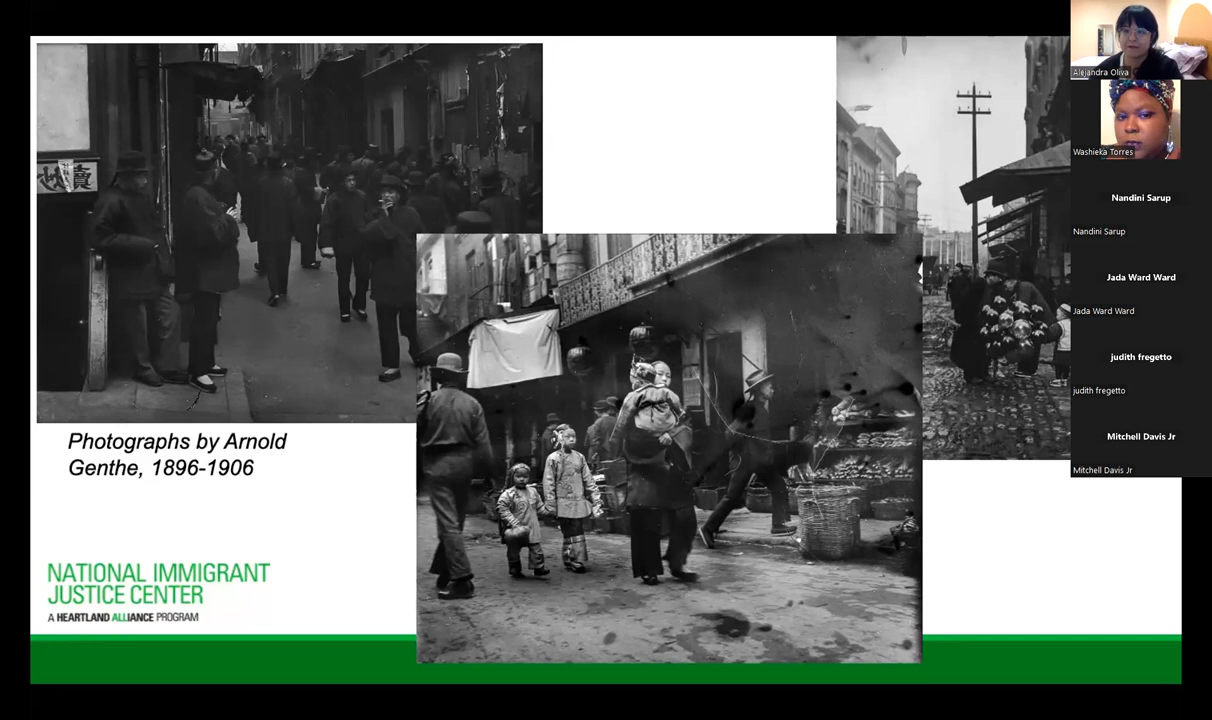 Photographs by Arnold
Genthe, 1896-1906
NATIONAL IMMIGRANT
JUSTICE CENTER
A HEARTLAND ALLIANCE PROGRAM
Alejandra Oliva
Washieka Torres
Nandini Sarup
Nandini Sarup
Jada Ward Ward
Jada Ward Ward
judith fregetto
judith fregetto
Mitchell Davis Jr
Mitchell Davis Jr